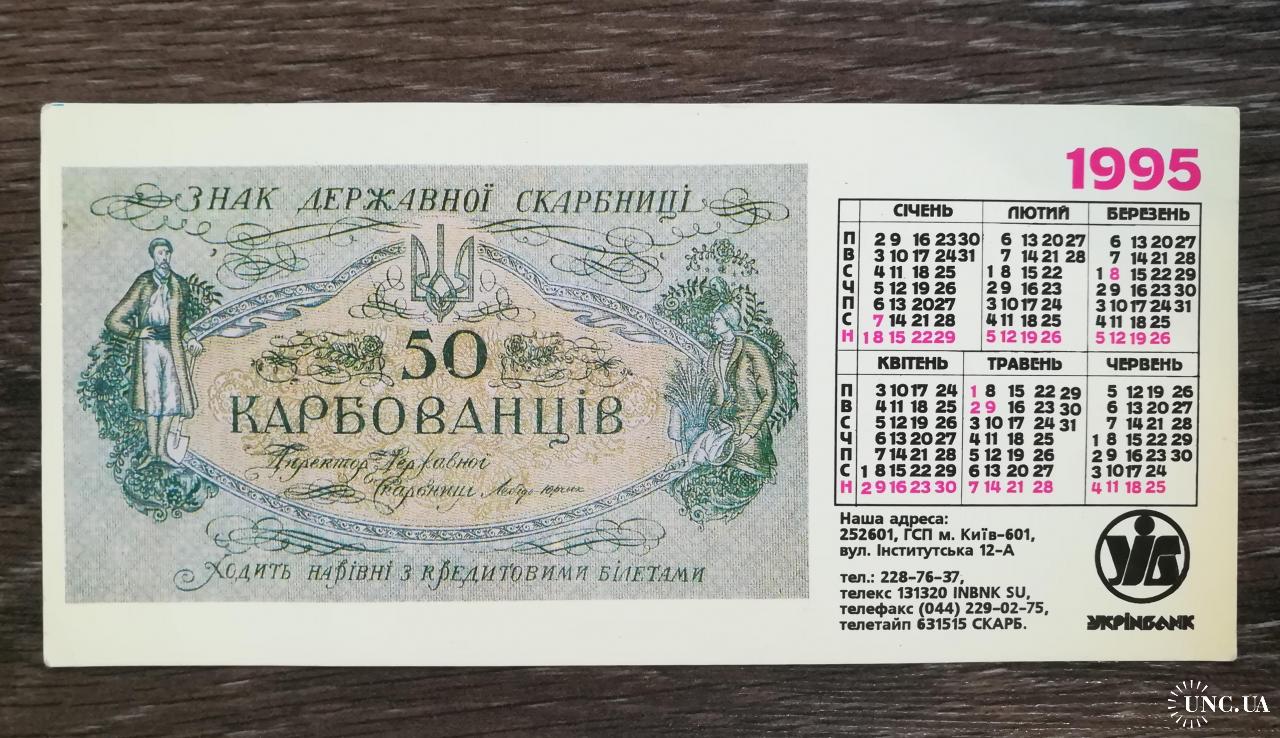 ЗНАК ДЕРЖАВНОЇ СКАРБНИЦІ
50
КАРБОВАНЦІВ
Директор Державної
Скарбниці Лебідь-Юрчик
ХОДИТЬ НАРІВНІ З КРЕДИТОВИМИ БІЛЕТАМИ
1995
СІЧЕНЬ ЛЮТИЙ БЕРЕЗЕНЬ
П 2 9 16 23 30 6 13 20 27 6 13 20 27
В 3 10 17 24 31 7 14 21 28 7 14 21 28
С 4 11 18 25 1 8 15 22 1 8 15 22 29
Ч 5 12 19 26 2 9 16 23 2 9 16 23 30
П 6 13 20 27 3 10 17 24 3 10 17 24 31
С 7 14 21 28 4 11 18 25 4 11 18 25
Н 1 8 15 22 29 5 12 19 26 5 12 19 26
КВІТЕНЬ ТРАВЕНЬ ЧЕРВЕНЬ
П 3 10 17 24 1 8 15 22 29 5 12 19 26
В 4 11 18 25 2 9 16 23 30 6 13 20 27
С 5 12 19 26 3 10 17 24 31 7 14 21 28
Ч 6 13 20 27 4 11 18 25 1 8 15 22 29
П 7 14 21 28 5 12 19 26 2 9 16 23 30
С 1 8 15 22 29 6 13 20 27 3 10 17 24
Н 2 9 16 23 30 7 14 21 28 4 11 18 25
Наша адреса:
252601, ГСП м. Київ-601,
вул. Інститутська 12-А
тел.: 228-76-37,
телекс 131320 INBNK SU,
телефакс (044) 229-02-75,
телетайп 631515 СКАРБ.
УІБ
УКРІНБАНК
UNC.UA